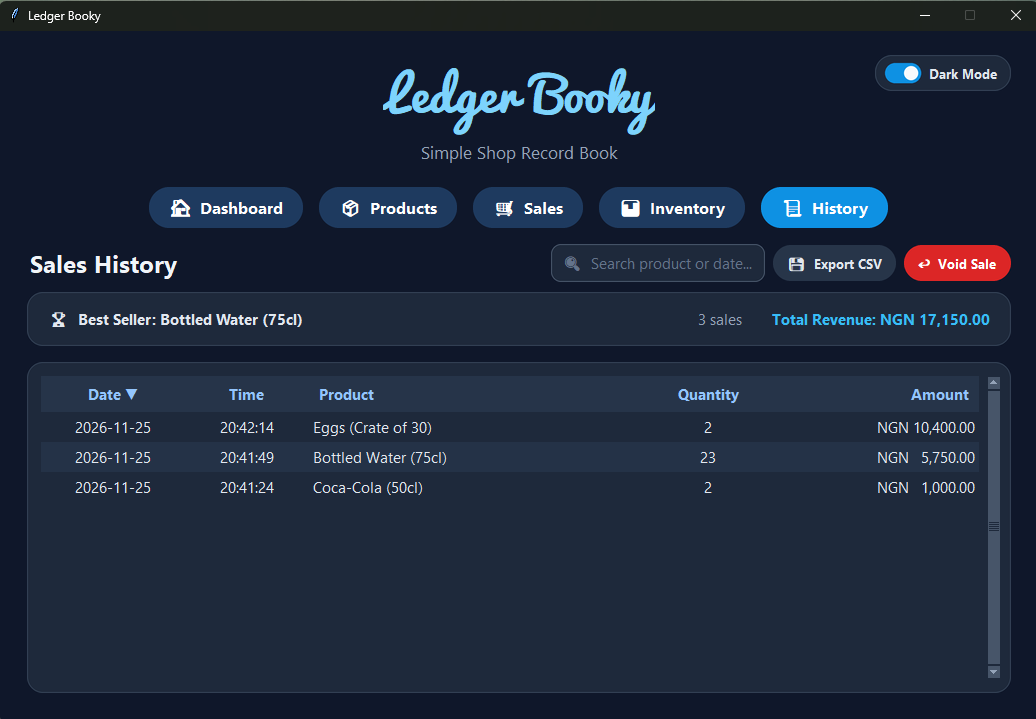 Ledger Booky
Dark Mode
Ledger Booky
Simple Shop Record Book
Dashboard Products Sales Inventory History
Sales History Search product or date... Export CSV Void Sale
Best Seller: Bottled Water (75cl) 3 sales Total Revenue: NGN 17,150.00
Date ▼ Time Product Quantity Amount
2026-11-25 20:42:14 Eggs (Crate of 30) 2 NGN 10,400.00
2026-11-25 20:41:49 Bottled Water (75cl) 23 NGN 5,750.00
2026-11-25 20:41:24 Coca-Cola (50cl) 2 NGN 1,000.00